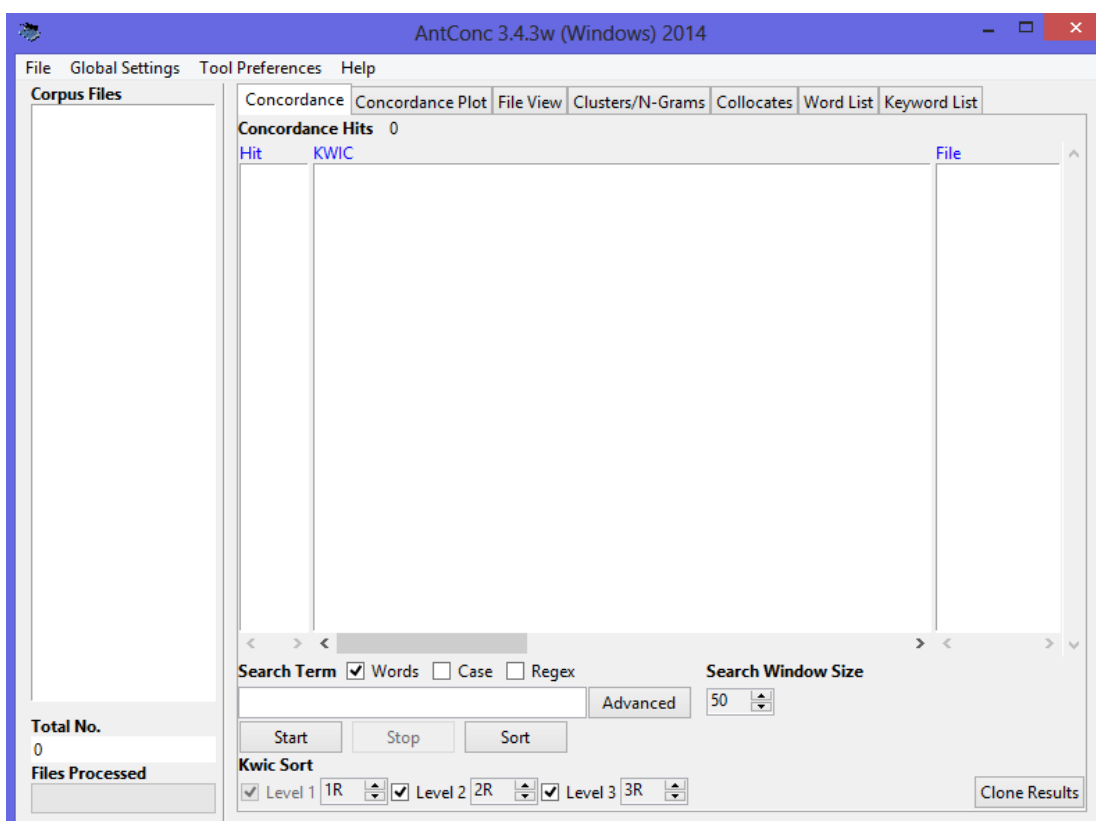 AntConc 3.4.3w (Windows) 2014
File Global Settings Tool Preferences Help
Corpus Files
Concordance Concordance Plot File View Clusters/N-Grams Collocates Word List Keyword List
Concordance Hits 0
Hit KWIC File
Search Term Words Case Regex Search Window Size
Advanced 50
Total No.
0
Start Stop Sort
Files Processed
Kwic Sort
Level 1 1R Level 2 2R Level 3 3R Clone Results